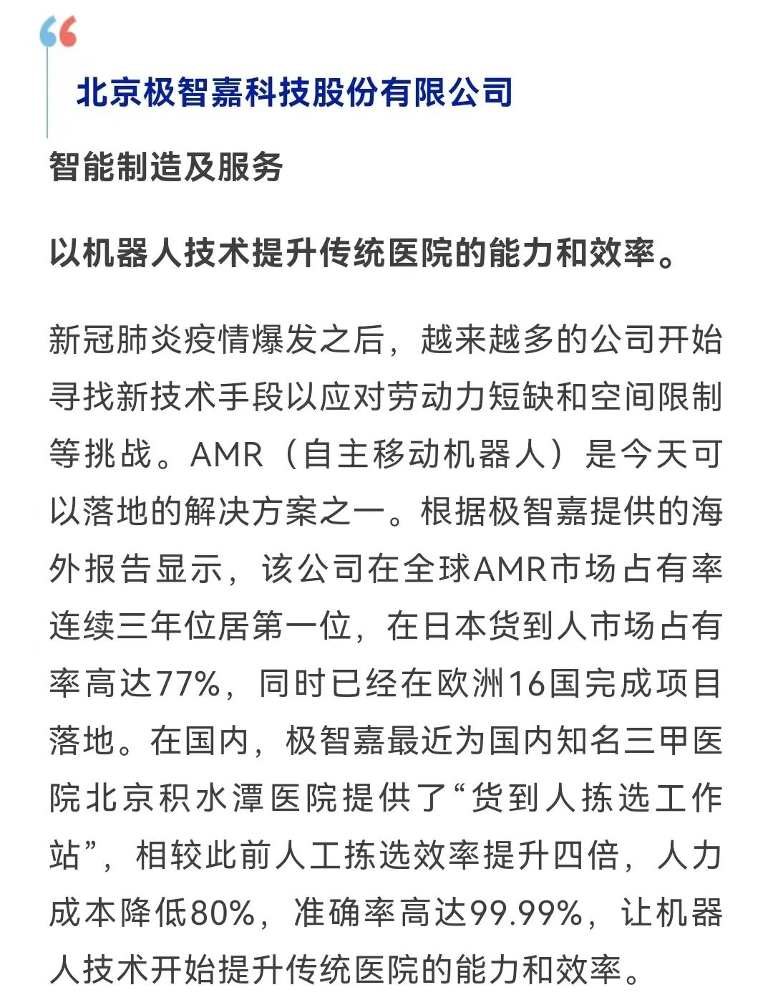 北京极智嘉科技股份有限公司
智能制造及服务
以机器人技术提升传统医院的能力和效率。
新冠肺炎疫情爆发之后，越来越多的公司开始
寻找新技术手段以应对劳动力短缺和空间限制
等挑战。AMR（自主移动机器人）是今天可
以落地的解决方案之一。根据极智嘉提供的海
外报告显示，该公司在全球AMR市场占有率
连续三年位居第一位，在日本货到人市场占有
率高达77%，同时已经在欧洲16国完成项目
落地。在国内，极智嘉最近为国内知名三甲医
院北京积水潭医院提供了“货到人拣选工作
站”，相较此前人工拣选效率提升四倍，人力
成本降低80%，准确率高达99.99%，让机器
人技术开始提升传统医院的能力和效率。